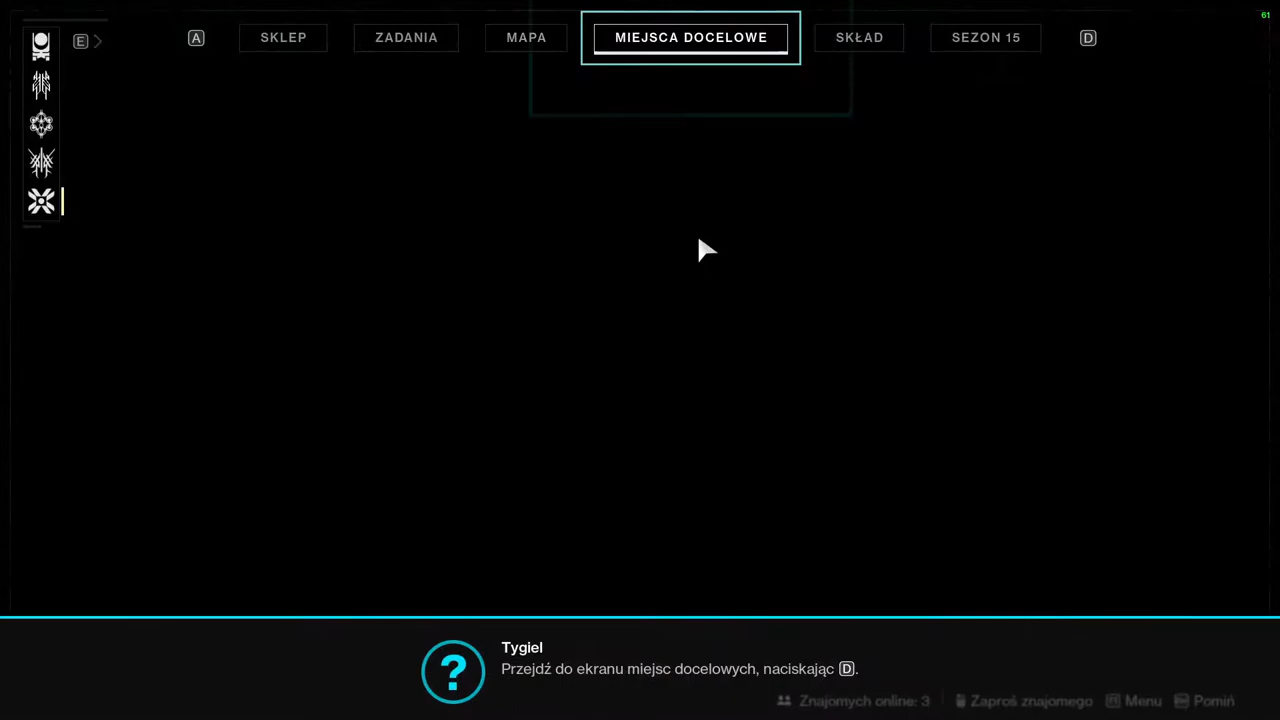 61
E
A
SKLEP
ZADANIA
MAPA
MIEJSCA DOCELOWE
SKŁAD
SEZON 15
D
Tygiel
Przejdź do ekranu miejsc docelowych, naciskając D.
Znajomych online: 3
Zaproś znajomego
Menu
Pomiń